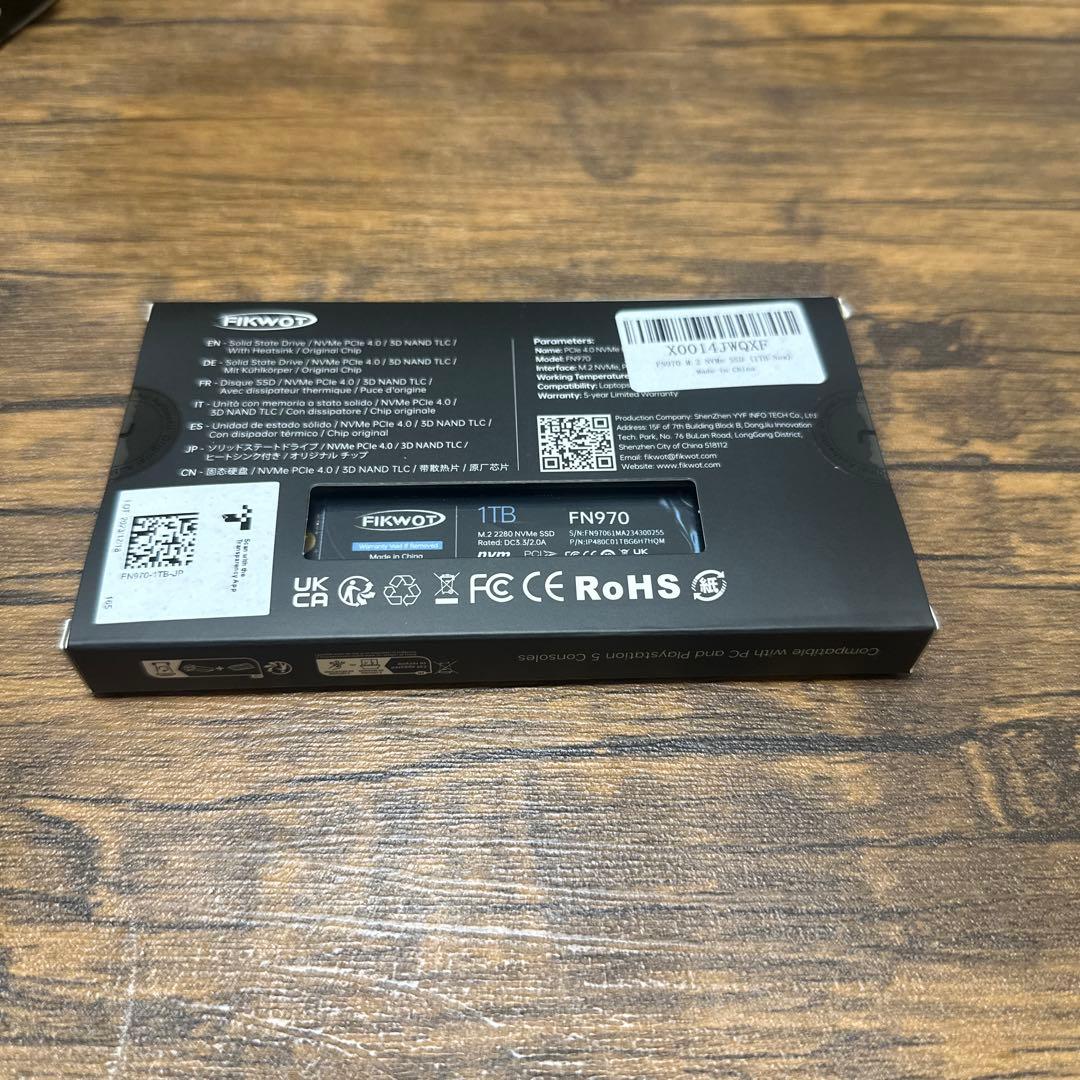 FIKWOT
EN - Solid State Drive / NVMe PCIe 4.0 / 3D NAND TLC /
With Heatsink / Original Chip
DE - Solid State Drive / NVMe PCIe 4.0 / 3D NAND TLC /
Mit Kühlkörper / Original Chip
FR - Disque SSD / NVMe PCIe 4.0 / 3D NAND TLC /
Avec dissipateur thermique / Puce d'origine
IT - Unità con memoria a stato solido / NVMe PCIe 4.0 /
3D NAND TLC / Con dissipatore / Chip originale
ES - Unidad de estado sólido / NVMe PCIe 4.0 / 3D NAND TLC /
Con disipador térmico / Chip original
JP - ソリッドステートドライブ / NVMe PCIe 4.0 / 3D NAND TLC /
ヒートシンク付き / オリジナル チップ
CN - 固态硬盘 / NVMe PCIe 4.0 / 3D NAND TLC / 带散热片 / 原厂芯片
Parameters:
Name: PCIe 4.0 NVMe
Model: FN970
Interface: M.2 NVMe, P
Working Temperature
Compatibility: Laptops
Warranty: 5-year Limited Warranty
X0014JWQXF
FN970 M.2 NVMe SSD (1TB-New)
Made in China
Production Company: ShenZhen YYF INFO TECH Co., Ltd
Address: 15F of 7th Building Block B, DongJiu Innovation
Tech. Park, No. 76 BuLan Road, LongGang District,
Shenzhen City of China 518112
Email: fikwot@fikwot.com
Website: www.fikwot.com
LOT 2023/12/18
FN970-1TB-JP
165
Scan with the
Transparency App
FIKWOT
Warranty Void If Removed
Made in China
1TB
M.2 2280 NVMe SSD
Rated: DC3.3/2.0A
nvm
PCI
FN970
S/N:FN97061MA234300255
P/N:IP480C01TBG6H7HQM
UK
UK
CA
FC CE RoHS 紙
Compatible with PC and Playstation 5 Consoles